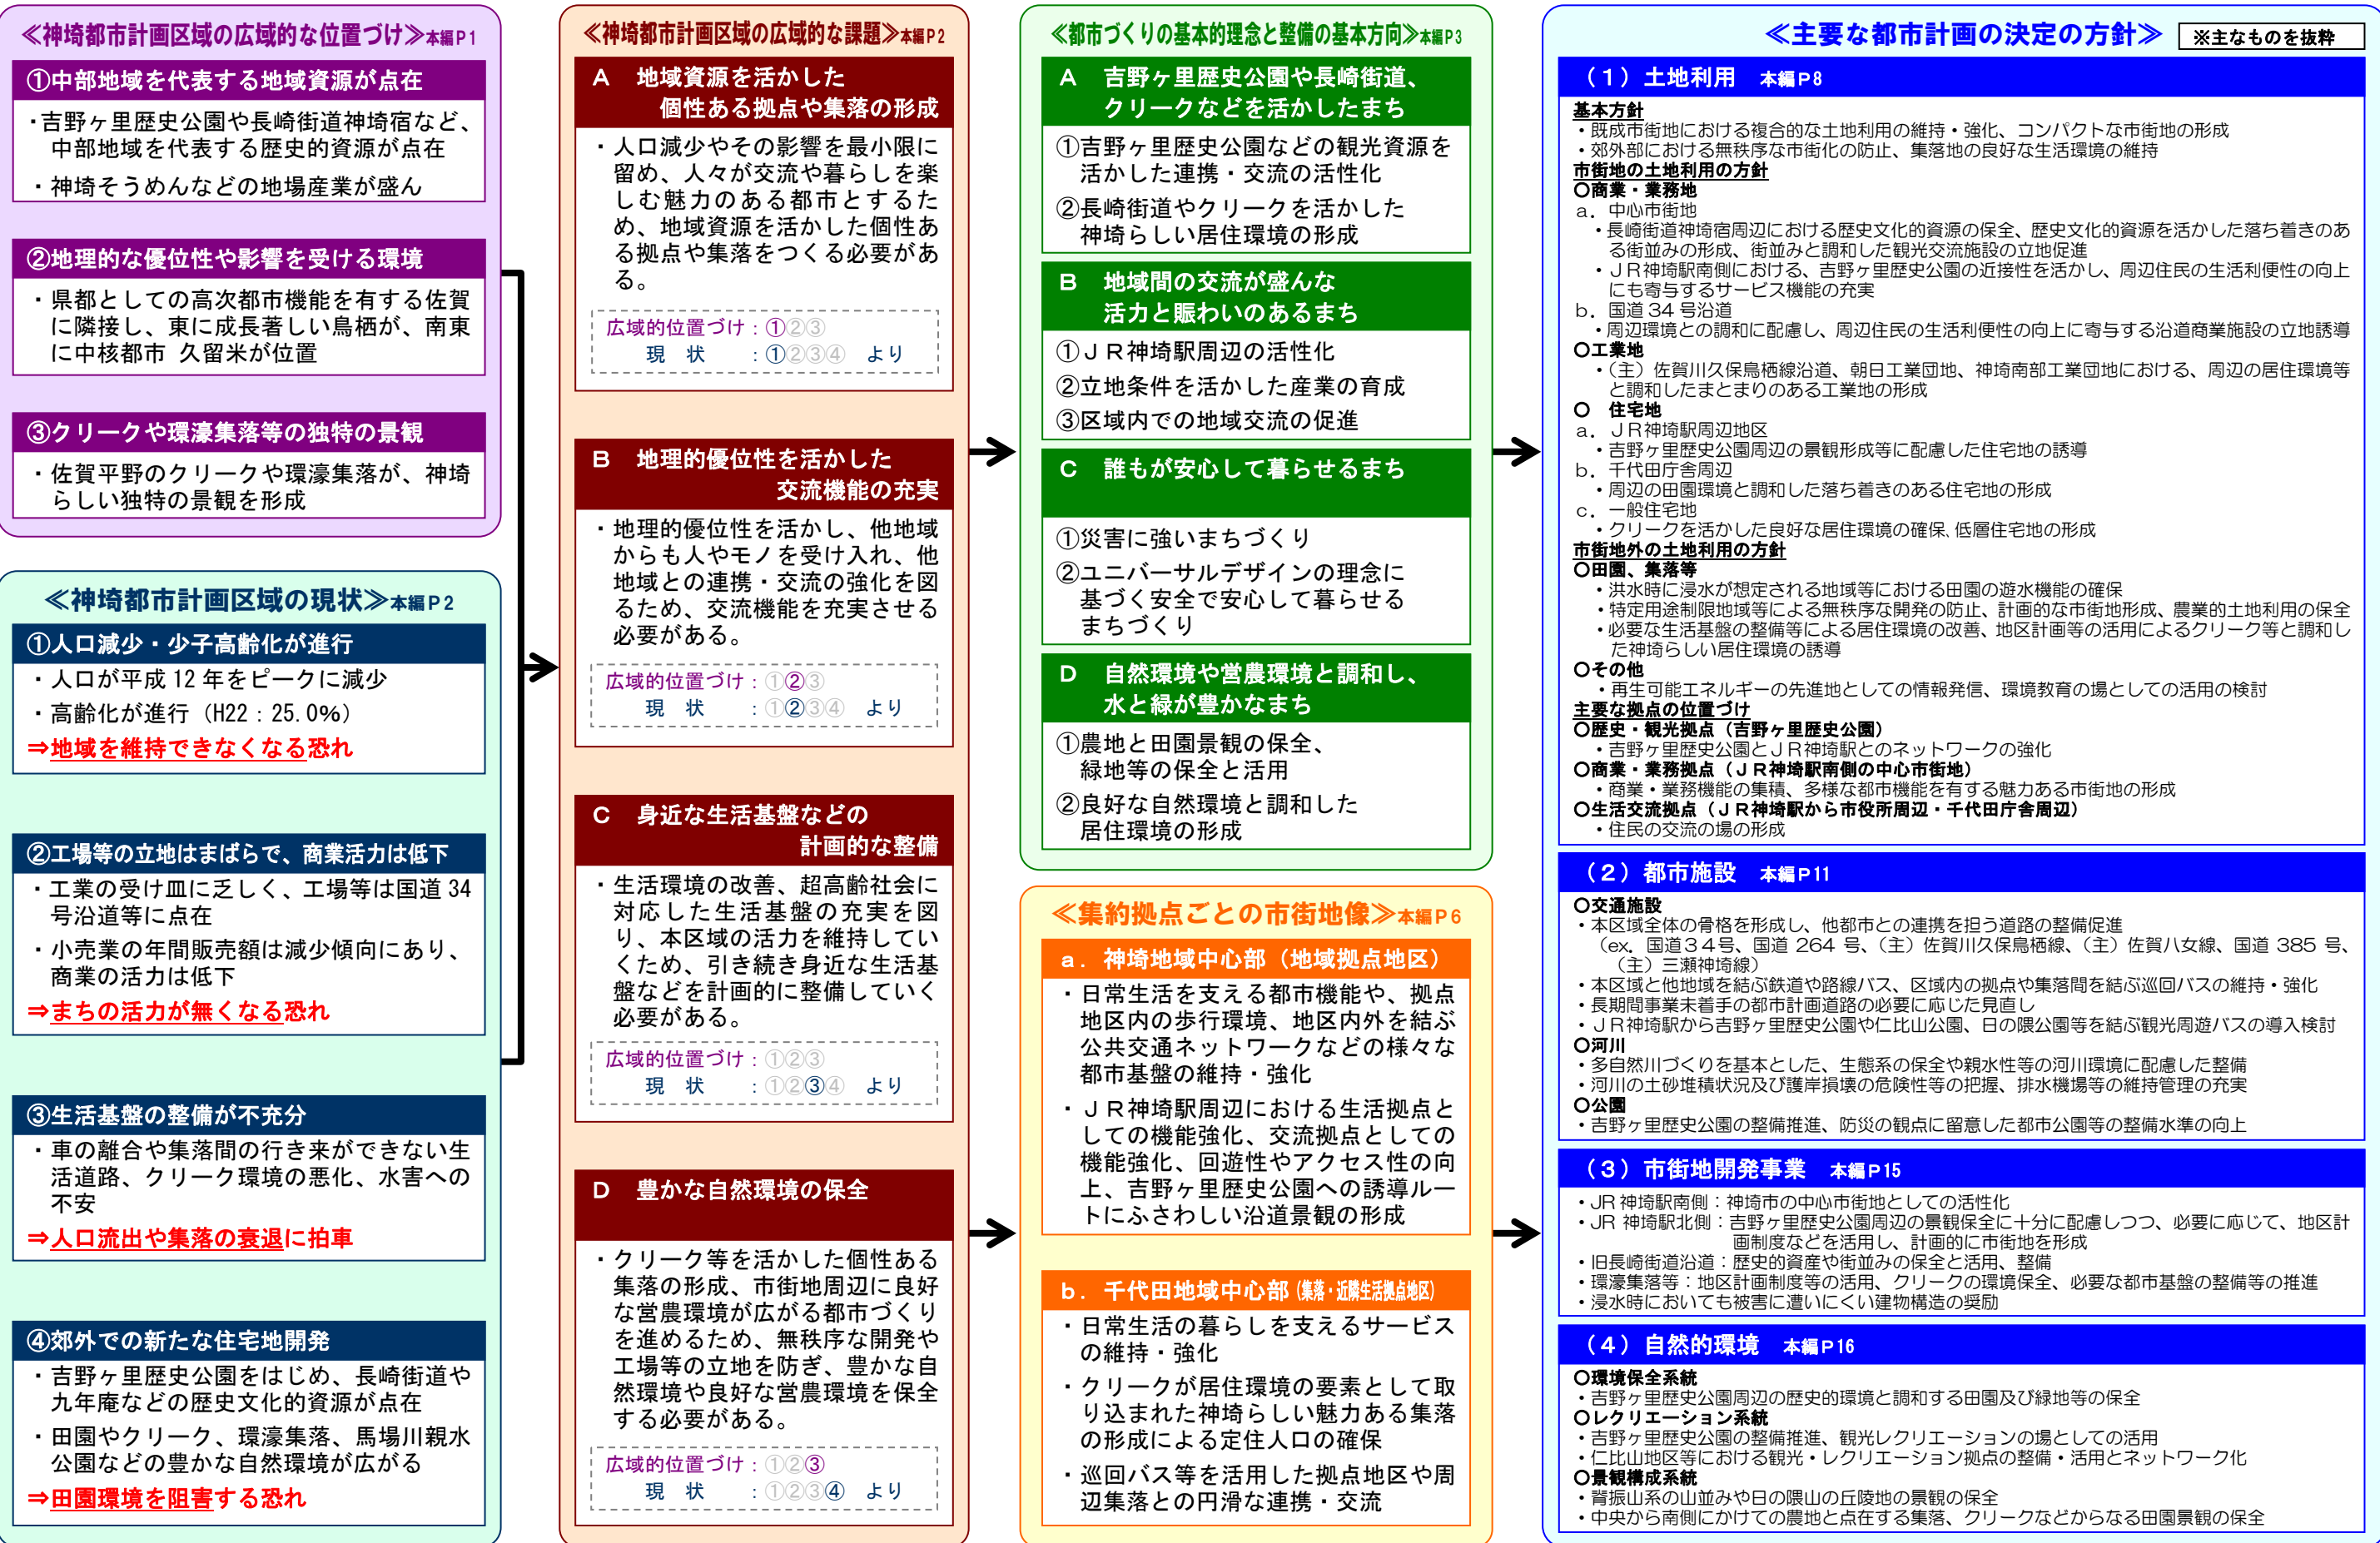 ≪神埼都市計画区域の広域的な位置づけ≫本編P1
①中部地域を代表する地域資源が点在
・吉野ヶ里歴史公園や長崎街道神埼宿など、
中部地域を代表する歴史的資源が点在
・神埼そうめんなどの地場産業が盛ん
②地理的な優位性や影響を受ける環境
・県都としての高次都市機能を有する佐賀
に隣接し、東に成長著しい鳥栖が、南東
に中核都市 久留米が位置
③クリークや環濠集落等の独特の景観
・佐賀平野のクリークや環濠集落が、神埼
らしい独特の景観を形成
≪神埼都市計画区域の現状≫本編P2
①人口減少・少子高齢化が進行
・人口が平成12年をピークに減少
・高齢化が進行（H22：25.0%）
⇒地域を維持できなくなる恐れ
②工場等の立地はまばらで、商業活力は低下
・工業の受け皿に乏しく、工場等は国道34
号沿道等に点在
・小売業の年間販売額は減少傾向にあり、
商業の活力は低下
⇒まちの活力が無くなる恐れ
③生活基盤の整備が不充分
・車の離合や集落間の行き来ができない生
活道路、クリーク環境の悪化、水害への
不安
⇒人口流出や集落の衰退に拍車
④郊外での新たな住宅地開発
・吉野ヶ里歴史公園をはじめ、長崎街道や
九年庵などの歴史文化的資源が点在
・田園やクリーク、環濠集落、馬場川親水
公園などの豊かな自然環境が広がる
⇒田園環境を阻害する恐れ
≪神埼都市計画区域の広域的な課題≫本編P2
A 地域資源を活かした
個性ある拠点や集落の形成
・人口減少やその影響を最小限に
留め、人々が交流や暮らしを楽
しむ魅力のある都市とするた
め、地域資源を活かした個性あ
る拠点や集落をつくる必要があ
る。
広域的位置づけ：①②③
現 状 ：①②③④ より
B 地理的優位性を活かした
交流機能の充実
・地理的優位性を活かし、他地域
からも人やモノを受け入れ、他
地域との連携・交流の強化を図
るため、交流機能を充実させる
必要がある。
広域的位置づけ：①②③
現 状 ：①②③④ より
C 身近な生活基盤などの
計画的な整備
・生活環境の改善、超高齢社会に
対応した生活基盤の充実を図
り、本区域の活力を維持してい
くため、引き続き身近な生活基
盤などを計画的に整備していく
必要がある。
広域的位置づけ：①②③
現 状 ：①②③④ より
D 豊かな自然環境の保全
・クリーク等を活かした個性ある
集落の形成、市街地周辺に良好
な営農環境が広がる都市づくり
を進めるため、無秩序な開発や
工場等の立地を防ぎ、豊かな自
然環境や良好な営農環境を保全
する必要がある。
広域的位置づけ：①②③
現 状 ：①②③④ より
≪都市づくりの基本的理念と整備の基本方向≫本編P3
A 吉野ヶ里歴史公園や長崎街道、
クリークなどを活かしたまち
①吉野ヶ里歴史公園などの観光資源を
活かした連携・交流の活性化
②長崎街道やクリークを活かした
神埼らしい居住環境の形成
B 地域間の交流が盛んな
活力と賑わいのあるまち
①ＪＲ神埼駅周辺の活性化
②立地条件を活かした産業の育成
③区域内での地域交流の促進
C 誰もが安心して暮らせるまち
①災害に強いまちづくり
②ユニバーサルデザインの理念に
基づく安全で安心して暮らせる
まちづくり
D 自然環境や営農環境と調和し、
水と緑が豊かなまち
①農地と田園景観の保全、
緑地等の保全と活用
②良好な自然環境と調和した
居住環境の形成
≪集約拠点ごとの市街地像≫本編P6
a．神埼地域中心部（地域拠点地区）
・日常生活を支える都市機能や、拠点
地区内の歩行環境、地区内外を結ぶ
公共交通ネットワークなどの様々な
都市基盤の維持・強化
・ＪＲ神埼駅周辺における生活拠点と
しての機能強化、交流拠点としての
機能強化、回遊性やアクセス性の向
上、吉野ヶ里歴史公園への誘導ルー
トにふさわしい沿道景観の形成
b．千代田地域中心部（集落・近隣生活拠点地区）
・日常生活の暮らしを支えるサービス
の維持・強化
・クリークが居住環境の要素として取
り込まれた神埼らしい魅力ある集落
の形成による定住人口の確保
・巡回バス等を活用した拠点地区や周
辺集落との円滑な連携・交流
≪主要な都市計画の決定の方針≫ ※主なものを抜粋
（１）土地利用 本編P8
基本方針
・既成市街地における複合的な土地利用の維持・強化、コンパクトな市街地の形成
・郊外部における無秩序な市街化の防止、集落地の良好な生活環境の維持
市街地の土地利用の方針
○商業・業務地
a．中心市街地
・長崎街道神埼宿周辺における歴史文化的資源の保全、歴史文化的資源を活かした落ち着きのあ
る街並みの形成、街並みと調和した観光交流施設の立地促進
・ＪＲ神埼駅南側における、吉野ヶ里歴史公園の近接性を活かし、周辺住民の生活利便性の向上
にも寄与するサービス機能の充実
b．国道34号沿道
・周辺環境との調和に配慮し、周辺住民の生活利便性の向上に寄与する沿道商業施設の立地誘導
○工業地
・（主）佐賀川久保鳥栖線沿道、朝日工業団地、神埼南部工業団地における、周辺の居住環境等
と調和したまとまりのある工業地の形成
○ 住宅地
a．ＪＲ神埼駅周辺地区
・吉野ヶ里歴史公園周辺の景観形成等に配慮した住宅地の誘導
b．千代田庁舎周辺
・周辺の田園環境と調和した落ち着きのある住宅地の形成
c．一般住宅地
・クリークを活かした良好な居住環境の確保、低層住宅地の形成
市街地外の土地利用の方針
○田園、集落等
・洪水時に浸水が想定される地域等における田園の遊水機能の確保
・特定用途制限地域等による無秩序な開発の防止、計画的な市街地形成、農業的土地利用の保全
・必要な生活基盤の整備等による居住環境の改善、地区計画等の活用によるクリーク等と調和し
た神埼らしい居住環境の誘導
○その他
・再生可能エネルギーの先進地としての情報発信、環境教育の場としての活用の検討
主要な拠点の位置づけ
○歴史・観光拠点（吉野ヶ里歴史公園）
・吉野ヶ里歴史公園とＪＲ神埼駅とのネットワークの強化
○商業・業務拠点（ＪＲ神埼駅南側の中心市街地）
・商業・業務機能の集積、多様な都市機能を有する魅力ある市街地の形成
○生活交流拠点（ＪＲ神埼駅から市役所周辺・千代田庁舎周辺）
・住民の交流の場の形成
（２）都市施設 本編P11
○交通施設
・本区域全体の骨格を形成し、他都市との連携を担う道路の整備促進
（ex．国道３４号、国道264号、（主）佐賀川久保鳥栖線、（主）佐賀八女線、国道385号、
（主）三瀬神埼線）
・本区域と他地域を結ぶ鉄道や路線バス、区域内の拠点や集落間を結ぶ巡回バスの維持・強化
・長期間事業未着手の都市計画道路の必要に応じた見直し
・ＪＲ神埼駅から吉野ヶ里歴史公園や仁比山公園、日の隈公園等を結ぶ観光周遊バスの導入検討
○河川
・多自然川づくりを基本とした、生態系の保全や親水性等の河川環境に配慮した整備
・河川の土砂堆積状況及び護岸損壊の危険性等の把握、排水機場等の維持管理の充実
○公園
・吉野ヶ里歴史公園の整備推進、防災の観点に留意した都市公園等の整備水準の向上
（３）市街地開発事業 本編P15
・JR神埼駅南側：神埼市の中心市街地としての活性化
・JR 神埼駅北側：吉野ヶ里歴史公園周辺の景観保全に十分に配慮しつつ、必要に応じて、地区計
画制度などを活用し、計画的に市街地を形成
・旧長崎街道沿道：歴史的資産や街並みの保全と活用、整備
・環濠集落等：地区計画制度等の活用、クリークの環境保全、必要な都市基盤の整備等の推進
・浸水時においても被害に遭いにくい建物構造の奨励
（４）自然的環境 本編P16
○環境保全系統
・吉野ヶ里歴史公園周辺の歴史的環境と調和する田園及び緑地等の保全
○レクリエーション系統
・吉野ヶ里歴史公園の整備推進、観光レクリエーションの場としての活用
・仁比山地区等における観光・レクリエーション拠点の整備・活用とネットワーク化
○景観構成系統
・脊振山系の山並みや日の隈山の丘陵地の景観の保全
・中央から南側にかけての農地と点在する集落、クリークなどからなる田園景観の保全